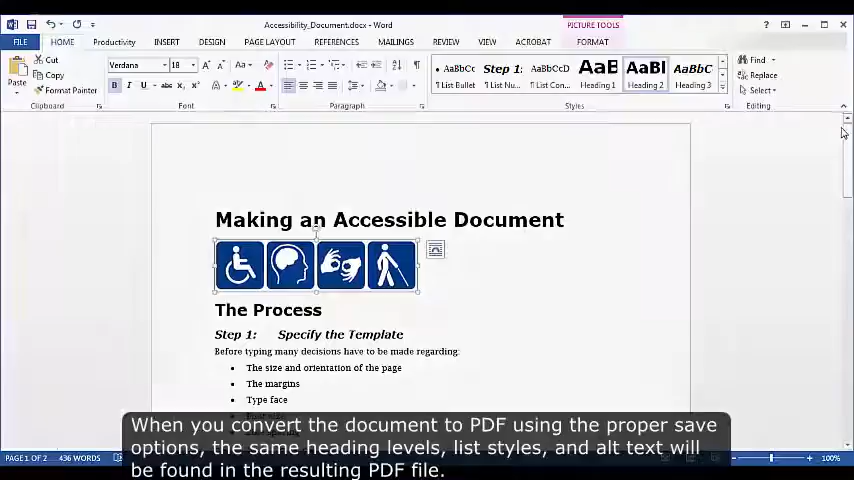 Accessibility_Document.docx - Word
PICTURE TOOLS
FILE HOME Productivity INSERT DESIGN PAGE LAYOUT REFERENCES MAILINGS REVIEW VIEW ACROBAT FORMAT
Paste
Cut
Copy
Format Painter
Clipboard
Verdana 18
Font
Paragraph
AaBbCc Step 1: AaBbCcD AaB AaBl AaBbC
List Bullet List Nu... List Con... Heading 1 Heading 2 Heading 3
Styles
Find
Replace
Select
Editing
Making an Accessible Document
The Process
Step 1: Specify the Template
Before typing many decisions have to be made regarding:
• The size and orientation of the page
• The margins
• Type face
When you convert the document to PDF using the proper save
options, the same heading levels, list styles, and alt text will
be found in the resulting PDF file.
PAGE 1 OF 2 436 WORDS
110%